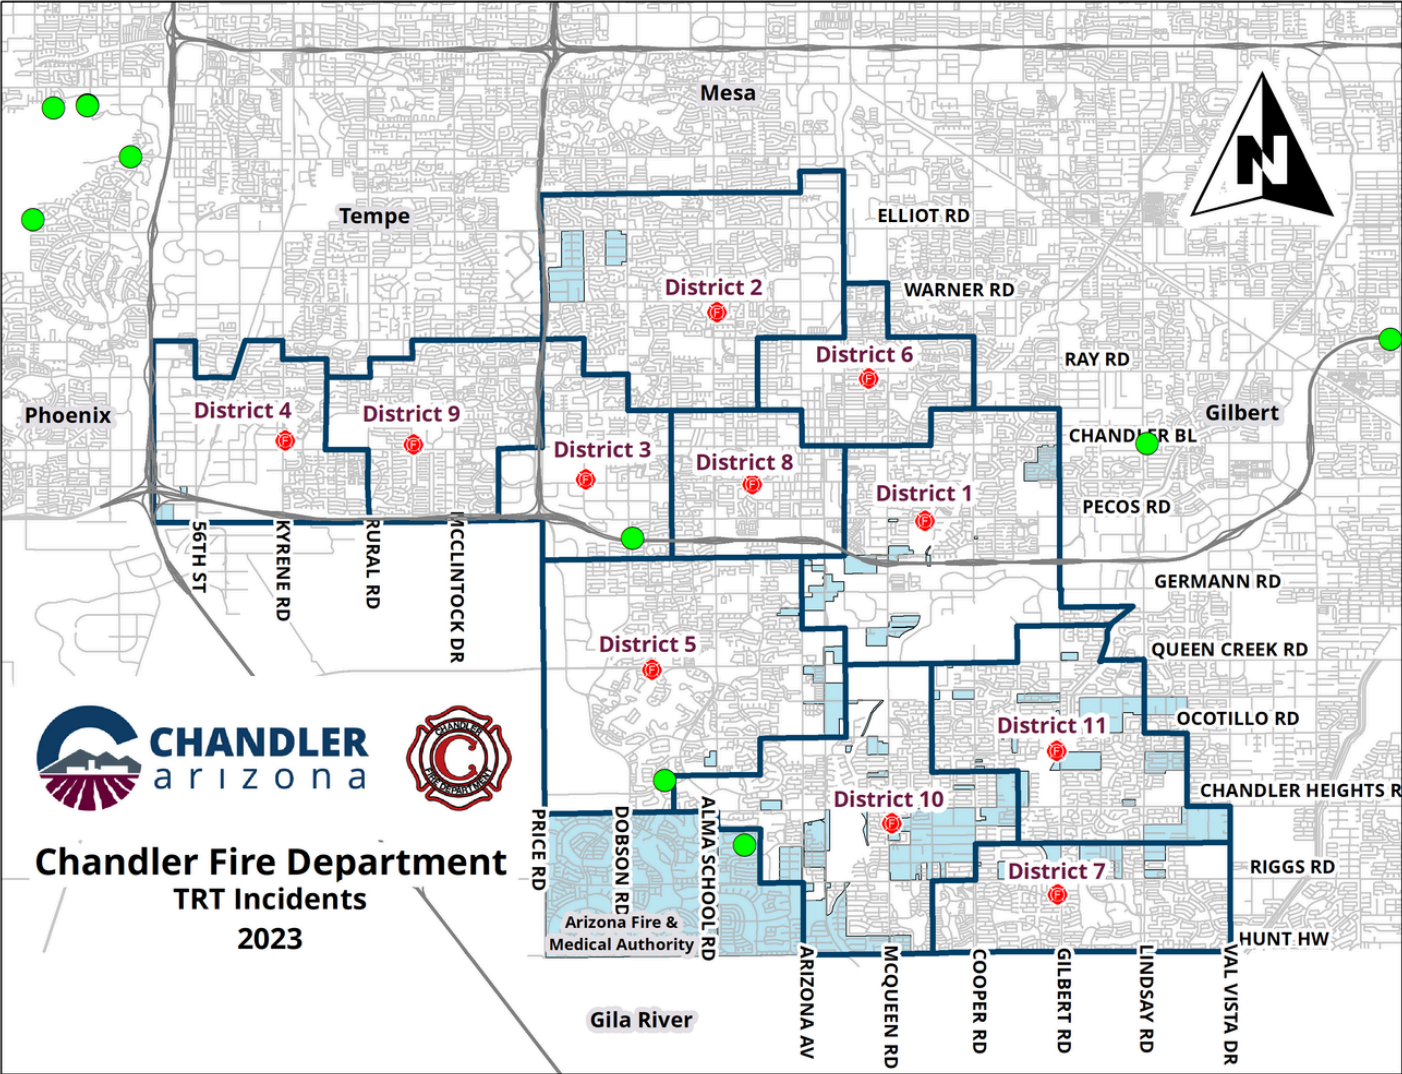 Mesa
N
Tempe
ELLIOT RD
District 2
WARNER RD
District 6
RAY RD
District 4
District 9
Phoenix
Gilbert
CHANDLER BL
District 3
District 8
District 1
PECOS RD
56TH ST
KYRENE RD
RURAL RD
MCCLINTOCK DR
GERMANN RD
District 5
QUEEN CREEK RD
OCOTILLO RD
District 11
CHANDLER
arizona
CHANDLER
C
FIRE DEPARTMENT
CHANDLER HEIGHTS R
District 10
PRICE RD
DOBSON RD
ALMA SCHOOL RD
Chandler Fire Department
TRT Incidents
2023
RIGGS RD
District 7
Arizona Fire &
Medical Authority
HUNT HW
ARIZONA AV
MCQUEEN RD
COOPER RD
GILBERT RD
LINDSAY RD
VAL VISTA DR
Gila River